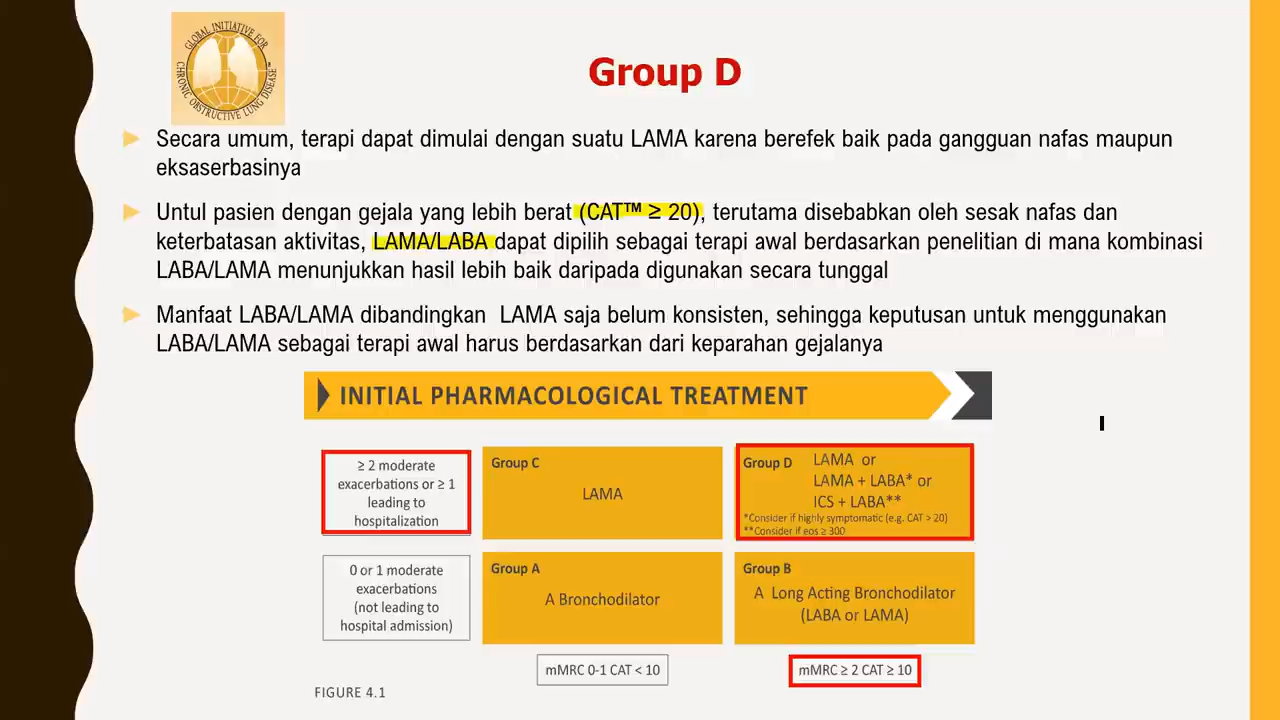 GLOBAL INITIATIVE FOR
CHRONIC OBSTRUCTIVE LUNG DISEASE
Group D
Secara umum, terapi dapat dimulai dengan suatu LAMA karena berefek baik pada gangguan nafas maupun
eksaserbasinya
Untul pasien dengan gejala yang lebih berat (CAT™ ≥ 20), terutama disebabkan oleh sesak nafas dan
keterbatasan aktivitas, LAMA/LABA dapat dipilih sebagai terapi awal berdasarkan penelitian di mana kombinasi
LABA/LAMA menunjukkan hasil lebih baik daripada digunakan secara tunggal
Manfaat LABA/LAMA dibandingkan LAMA saja belum konsisten, sehingga keputusan untuk menggunakan
LABA/LAMA sebagai terapi awal harus berdasarkan dari keparahan gejalanya
INITIAL PHARMACOLOGICAL TREATMENT
≥ 2 moderate
exacerbations or ≥ 1
leading to
hospitalization
Group C
LAMA
Group D
LAMA or
LAMA + LABA* or
ICS + LABA**
*Consider if highly symptomatic (e.g. CAT > 20)
**Consider if eos ≥ 300
0 or 1 moderate
exacerbations
(not leading to
hospital admission)
Group A
A Bronchodilator
Group B
A Long Acting Bronchodilator
(LABA or LAMA)
mMRC 0-1 CAT < 10
mMRC ≥ 2 CAT ≥ 10
FIGURE 4.1